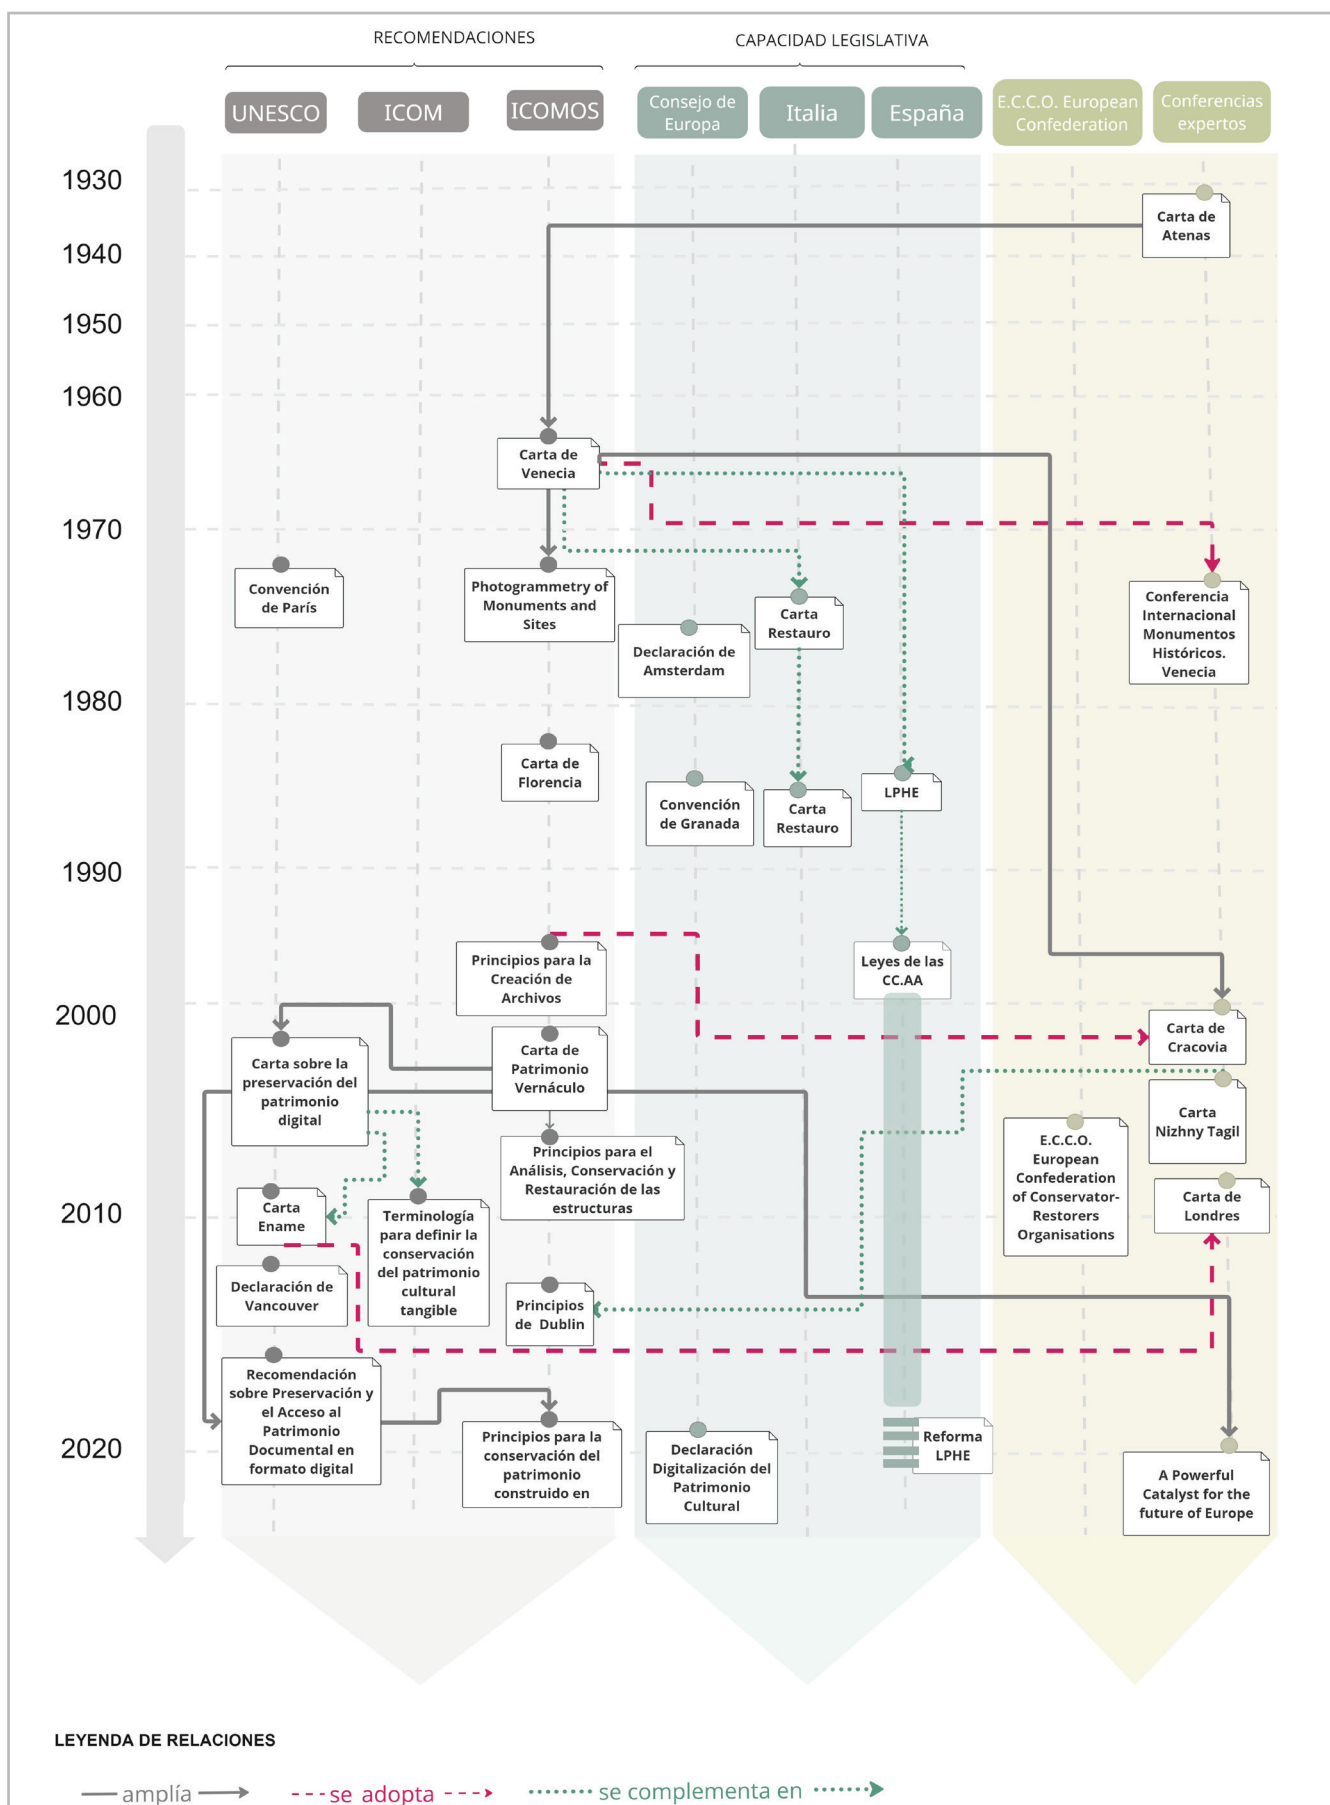 RECOMENDACIONES
CAPACIDAD LEGISLATIVA
UNESCO
ICOM
ICOMOS
Consejo de
Europa
Italia
España
E.C.C.O. European
Confederation
Conferencias
expertos
1930
Carta de
Atenas
1940
1950
1960
Carta de
Venecia
1970
Convención
de París
Photogrammetry of
Monuments and
Sites
Carta
Restauro
Declaración de
Amsterdam
Conferencia
Internacional
Monumentos
Históricos.
Venecia
1980
Carta de
Florencia
Convención
de Granada
Carta
Restauro
LPHE
1990
Principios para la
Creación de
Archivos
Leyes de las
CC.AA
2000
Carta de
Cracovia
Carta sobre la
preservación del
patrimonio
digital
Carta de
Patrimonio
Vernáculo
Carta
Nizhny Tagil
Principios para el
Análisis, Conservación y
Restauración de las
estructuras
E.C.C.O.
European
Confederation
of Conservator-
Restorers
Organisations
2010
Carta
Ename
Terminología
para definir la
conservación
del patrimonio
cultural
tangible
Carta de
Londres
Declaración de
Vancouver
Principios
de Dublin
Recomendación
sobre Preservación y
el Acceso al
Patrimonio
Documental en
formato digital
2020
Principios para la
conservación del
patrimonio
construido en
Declaración
Digitalización del
Patrimonio
Cultural
Reforma
LPHE
A Powerful
Catalyst for the
future of Europe
LEYENDA DE RELACIONES
amplía
se adopta
se complementa en